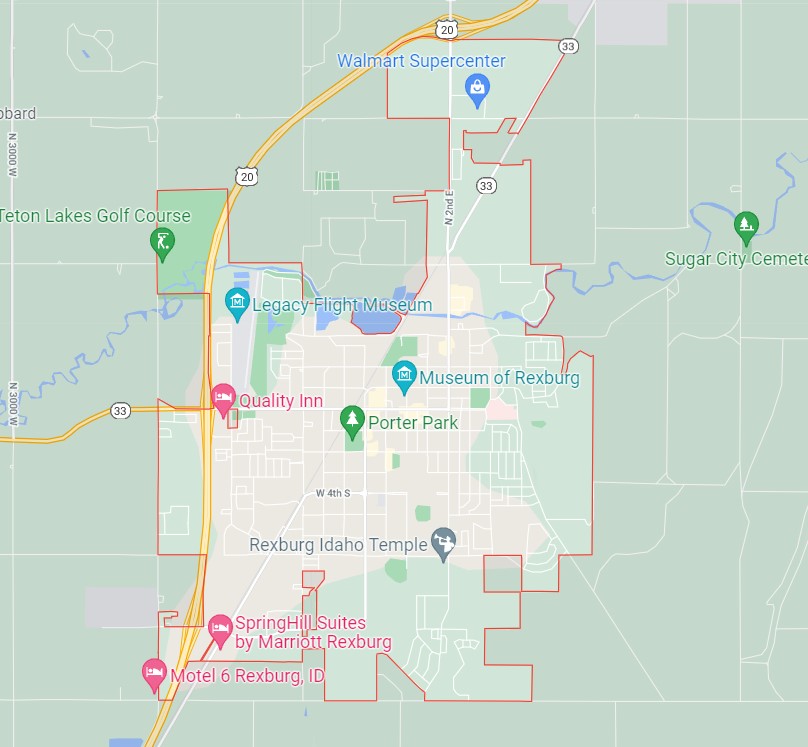 20
33
Walmart Supercenter
bbard
N 3000 W
20
33
N 2nd E
Teton Lakes Golf Course
Sugar City Cemete
Legacy Flight Museum
Museum of Rexburg
N 3000 W
Quality Inn
33
Porter Park
W 4th S
Rexburg Idaho Temple
SpringHill Suites
by Marriott Rexburg
Motel 6 Rexburg, ID